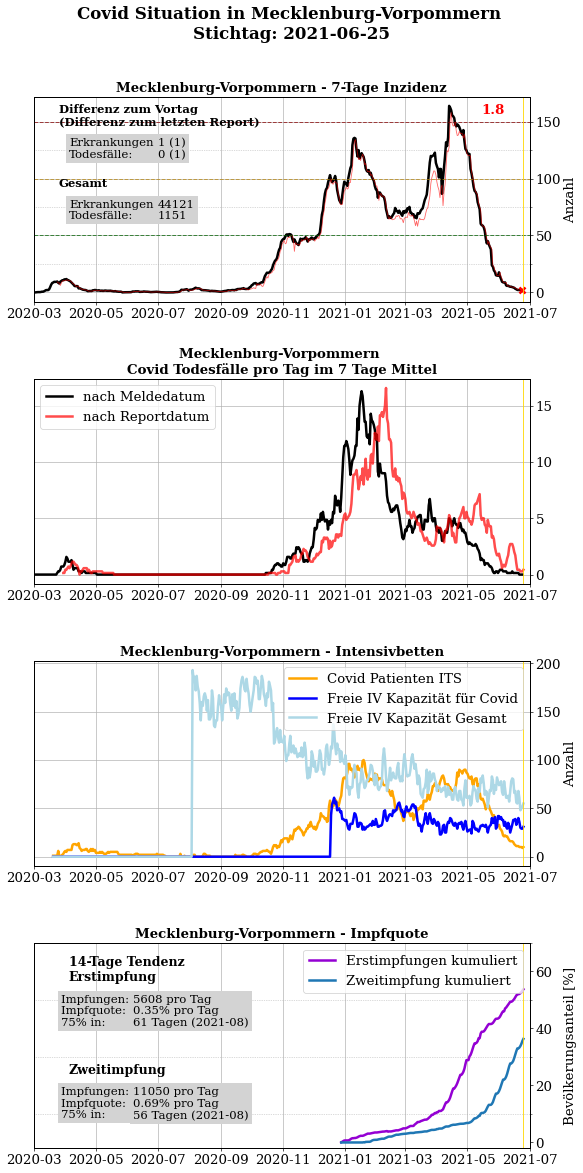 Covid Situation in Mecklenburg-Vorpommern
Stichtag: 2021-06-25
Mecklenburg-Vorpommern - 7-Tage Inzidenz
Differenz zum Vortag
(Differenz zum letzten Report)
Erkrankungen 1 (1)
Todesfälle: 0 (1)
Gesamt
Erkrankungen 44121
Todesfälle: 1151
1.8
150
100
50
0
Anzahl
2020-03 2020-05 2020-07 2020-09 2020-11 2021-01 2021-03 2021-05 2021-07
Mecklenburg-Vorpommern
Covid Todesfälle pro Tag im 7 Tage Mittel
nach Meldedatum
nach Reportdatum
15
10
5
0
2020-03 2020-05 2020-07 2020-09 2020-11 2021-01 2021-03 2021-05 2021-07
Mecklenburg-Vorpommern - Intensivbetten
Covid Patienten ITS
Freie IV Kapazität für Covid
Freie IV Kapazität Gesamt
200
150
100
50
0
Anzahl
2020-03 2020-05 2020-07 2020-09 2020-11 2021-01 2021-03 2021-05 2021-07
Mecklenburg-Vorpommern - Impfquote
14-Tage Tendenz
Erstimpfung
Impfungen: 5608 pro Tag
Impfquote: 0.35% pro Tag
75% in: 61 Tagen (2021-08)
Zweitimpfung
Impfungen: 11050 pro Tag
Impfquote: 0.69% pro Tag
75% in: 56 Tagen (2021-08)
Erstimpfungen kumuliert
Zweitimpfung kumuliert
60
40
20
0
Bevölkerungsanteil [%]
2020-03 2020-05 2020-07 2020-09 2020-11 2021-01 2021-03 2021-05 2021-07